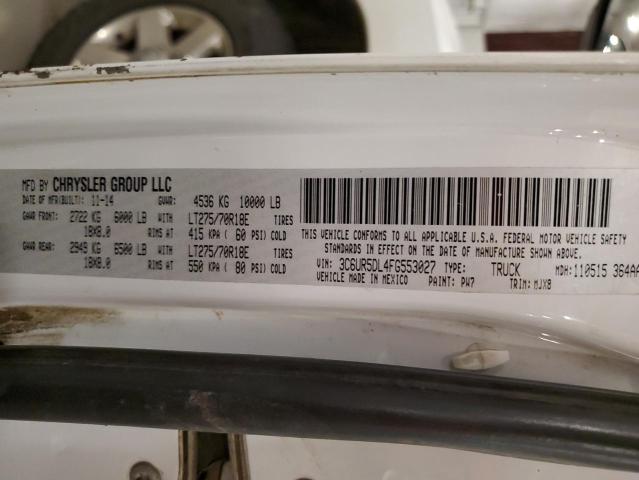 MFD BY CHRYSLER GROUP LLC
DATE OF MFR(BUILT): 11-14 GVWR: 4536 KG 10000 LB
GAWR FRONT: 2722 KG 6000 LB WITH LT275/70R18E TIRES
18X8.0 RIMS AT 415 KPA ( 60 PSI) COLD
GAWR REAR: 2949 KG 6500 LB WITH LT275/70R18E TIRES
18X8.0 RIMS AT 550 KPA ( 80 PSI) COLD
THIS VEHICLE CONFORMS TO ALL APPLICABLE U.S.A. FEDERAL MOTOR VEHICLE SAFETY
STANDARDS IN EFFECT ON THE DATE OF MANUFACTURE SHOWN ABOVE.
VIN: 3C6UR5DL4FG553027 TYPE: TRUCK MDH: 110515 364AA
VEHICLE MADE IN MEXICO PAINT: PW7 TRIM: MJX8